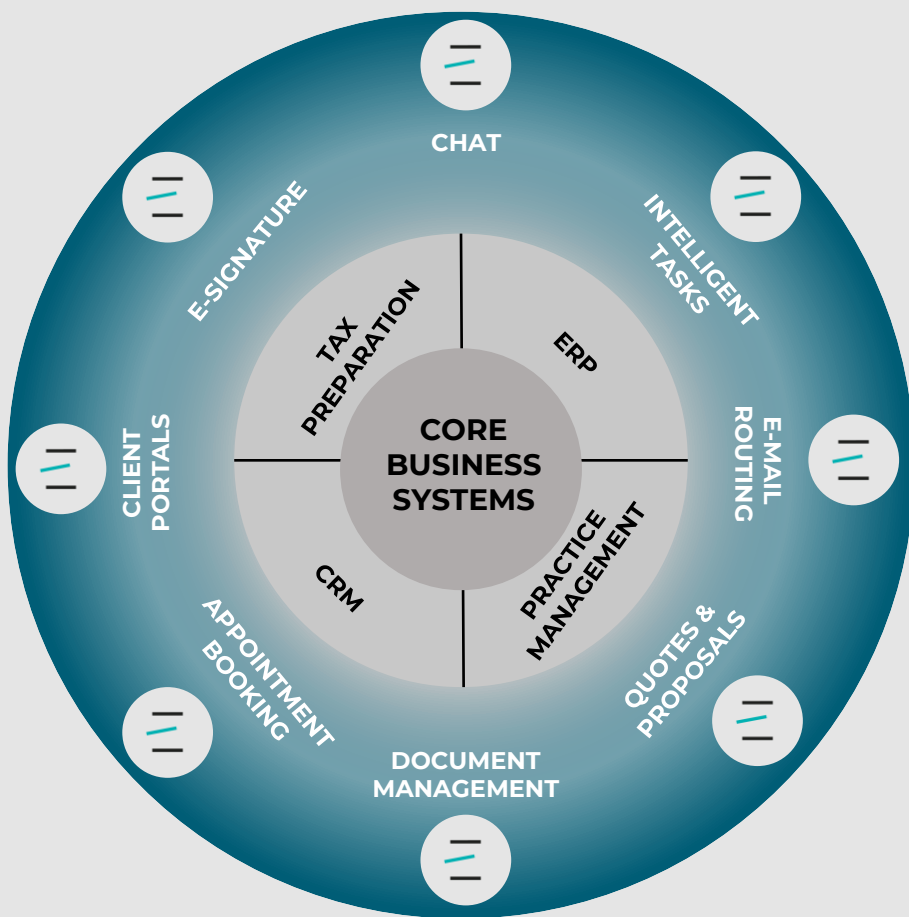 CHAT
INTELLIGENT
TASKS
E-MAIL
ROUTING
QUOTES &
PROPOSALS
DOCUMENT
MANAGEMENT
APPOINTMENT
BOOKING
CLIENT
PORTALS
E-SIGNATURE
TAX
PREPARATION
ERP
PRACTICE
MANAGEMENT
CRM
CORE
BUSINESS
SYSTEMS